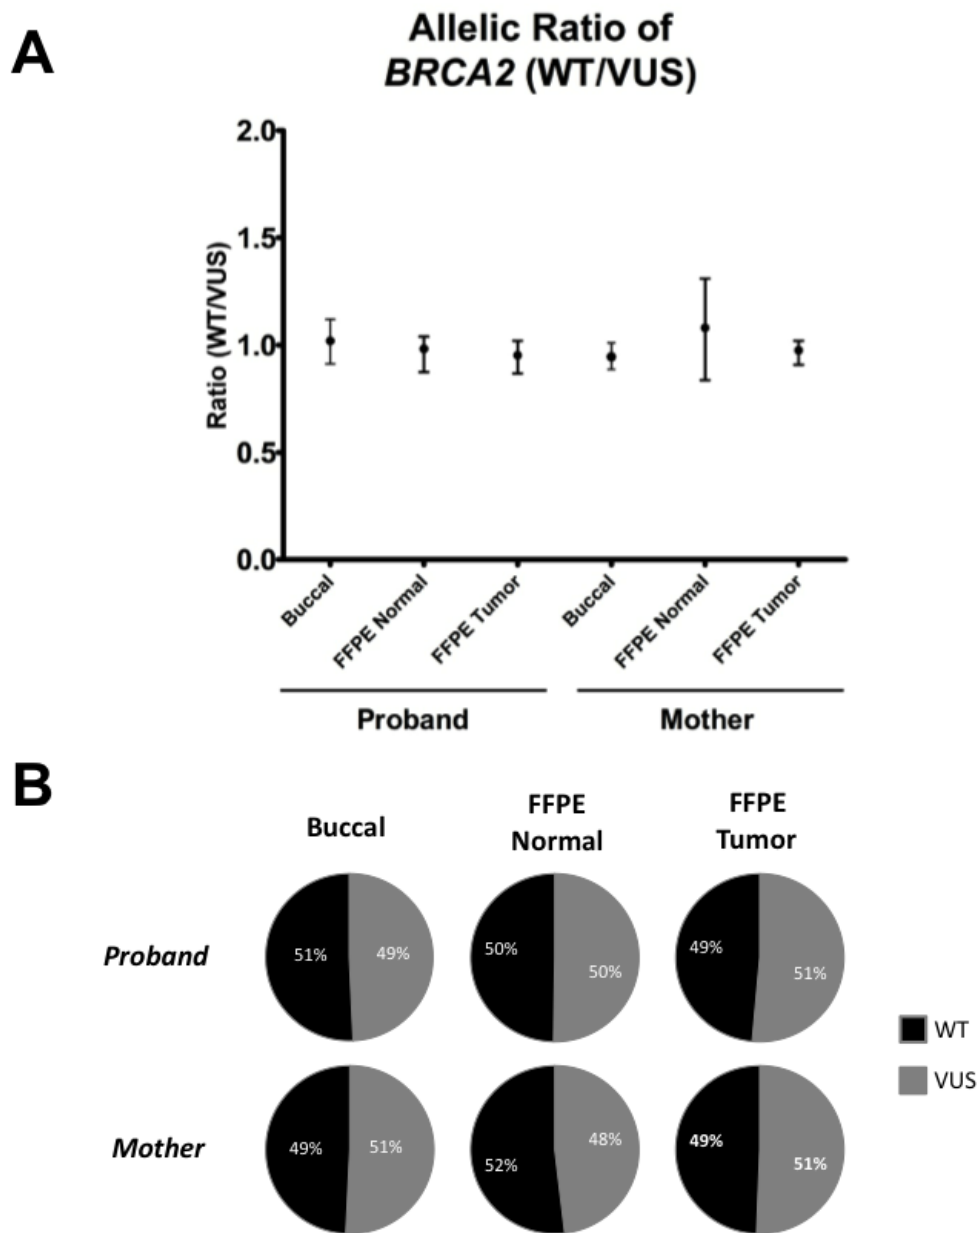 A
Allelic Ratio of
BRCA2 (WT/VUS)
Ratio (WT/VUS)
2.0
1.5
1.0
0.5
0.0
Buccal
FFPE Normal
FFPE Tumor
Buccal
FFPE Normal
FFPE Tumor
Proband
Mother
B
Buccal
FFPE
Normal
FFPE
Tumor
Proband
51%
49%
50%
50%
49%
51%
WT
VUS
Mother
49%
51%
52%
48%
49%
51%